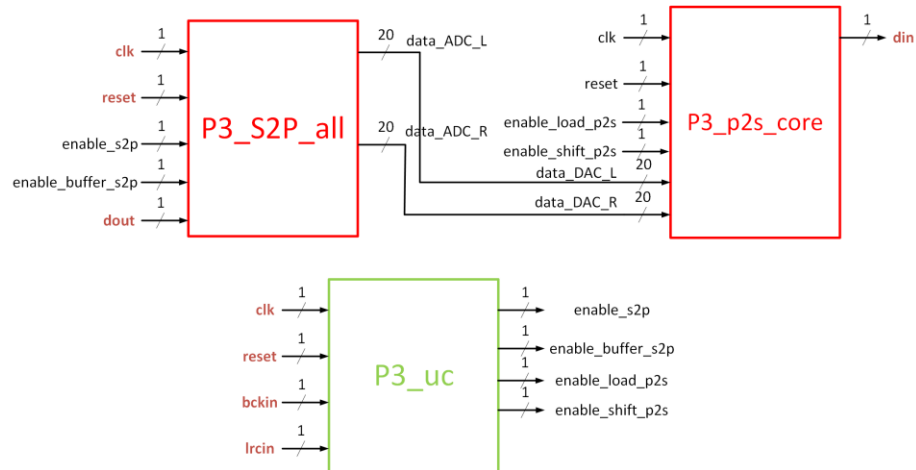 clk 1
reset 1
enable_s2p 1
enable_buffer_s2p 1
dout 1
P3_S2P_all
20 data_ADC_L
20 data_ADC_R
clk 1
reset 1
enable_load_p2s 1
enable_shift_p2s 1
data_DAC_L 20
data_DAC_R 20
P3_p2s_core
1 din
clk 1
reset 1
bckin 1
lrcin 1
P3_uc
1 enable_s2p
1 enable_buffer_s2p
1 enable_load_p2s
1 enable_shift_p2s